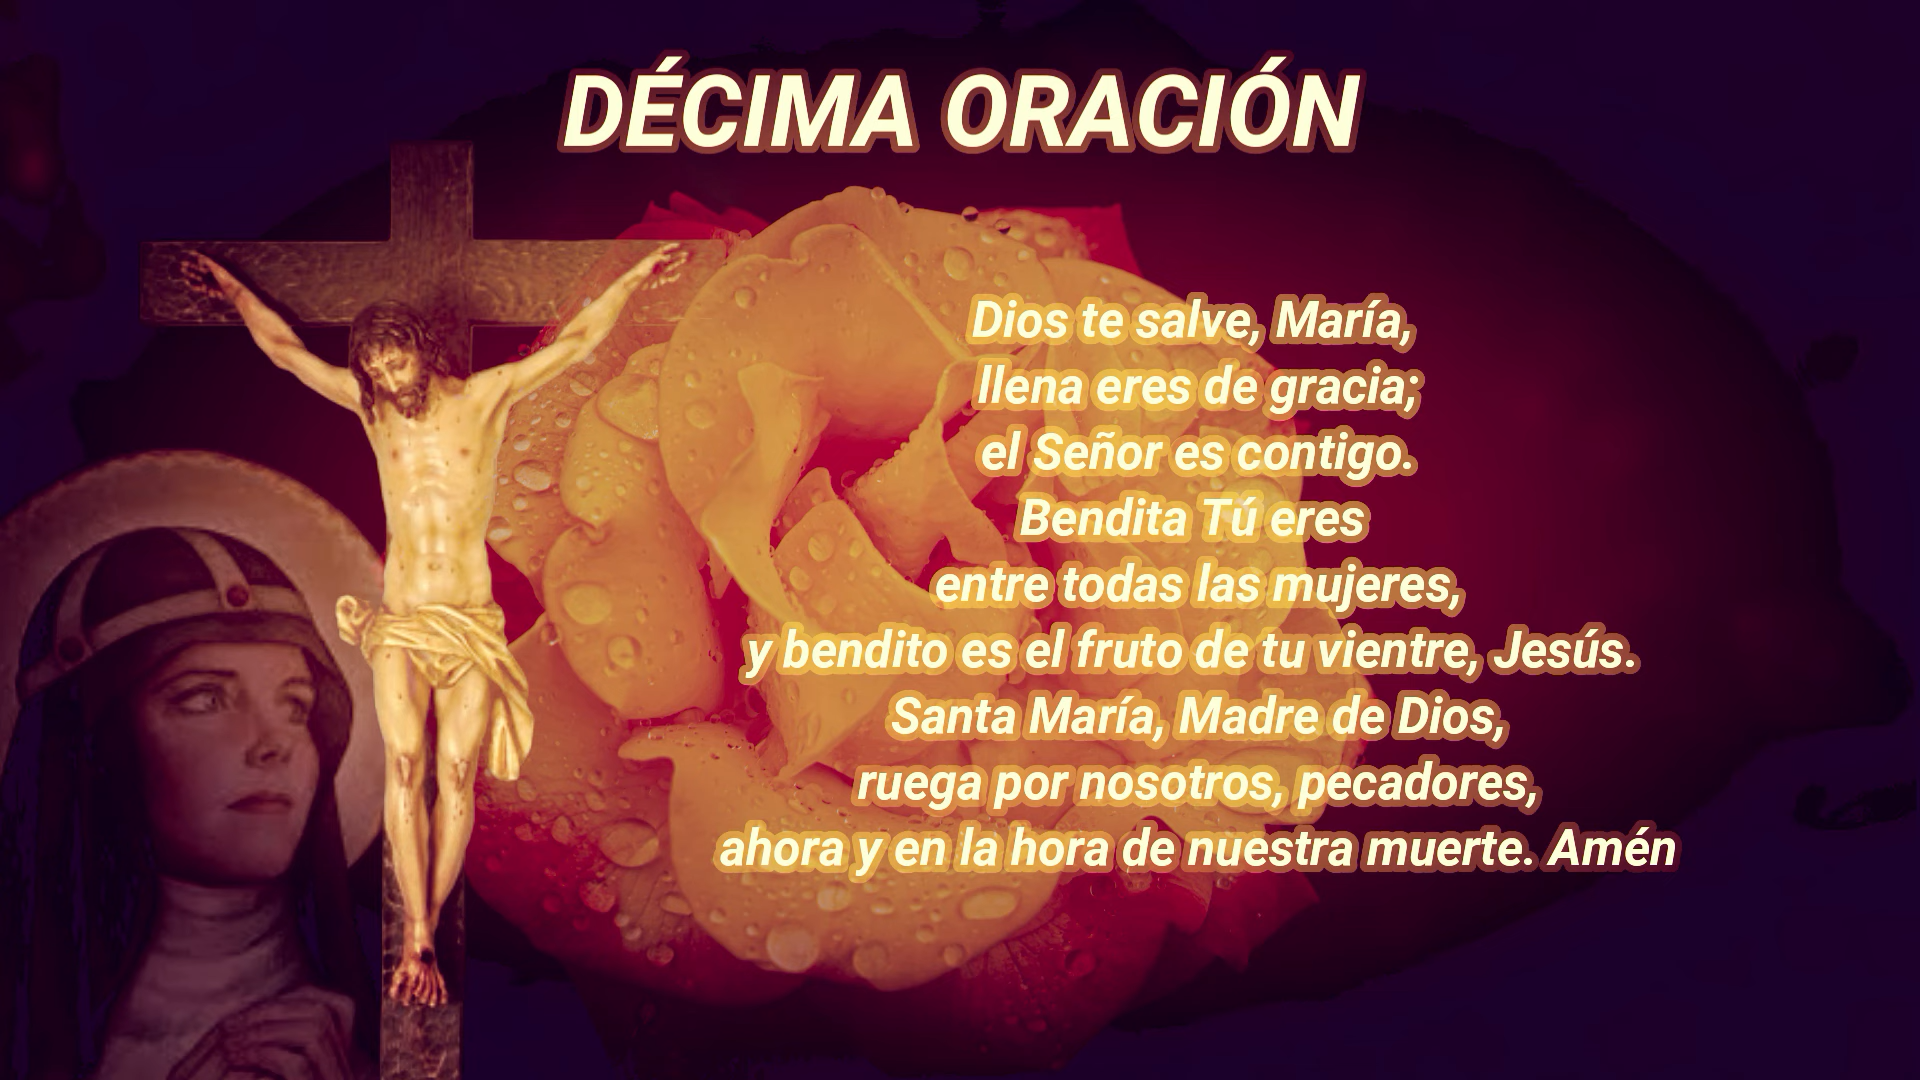 DÉCIMA ORACIÓN
Dios te salve, María,
llena eres de gracia;
el Señor es contigo.
Bendita Tú eres
entre todas las mujeres,
y bendito es el fruto de tu vientre, Jesús.
Santa María, Madre de Dios,
ruega por nosotros, pecadores,
ahora y en la hora de nuestra muerte. Amén